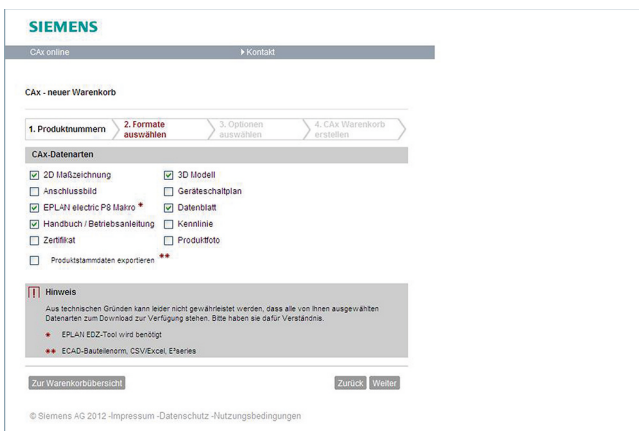 SIEMENS
CAx online
Kontakt
CAx - neuer Warenkorb
1. Produktnummern
2. Formate
auswählen
3. Optionen
auswählen
4. CAx Warenkorb
erstellen
CAx-Datenarten
2D Maßzeichnung
3D Modell
Anschlussbild
Geräteschaltplan
EPLAN electric P8 Makro *
Datenblatt
Handbuch / Betriebsanleitung
Kennlinie
Zertifikat
Produktfoto
Produktstammdaten exportieren **
! Hinweis
Aus technischen Gründen kann leider nicht gewährleistet werden, dass alle von Ihnen ausgewählten
Datenarten zum Download zur Verfügung stehen. Bitte haben sie dafür Verständnis.
* EPLAN EDZ-Tool wird benötigt
** ECAD-Bauteilenorm, CSV/Excel, E³series
Zur Warenkorbübersicht
Zurück
Weiter
© Siemens AG 2012 -Impressum -Datenschutz -Nutzungsbedingungen